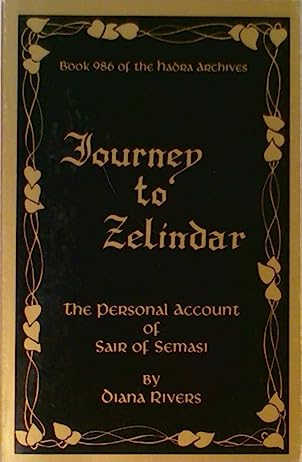 Book 986 of the Hadra Archives
Journey
to
Zelindar
The Personal Account
of
Sair of Semasi
by
Diana Rivers